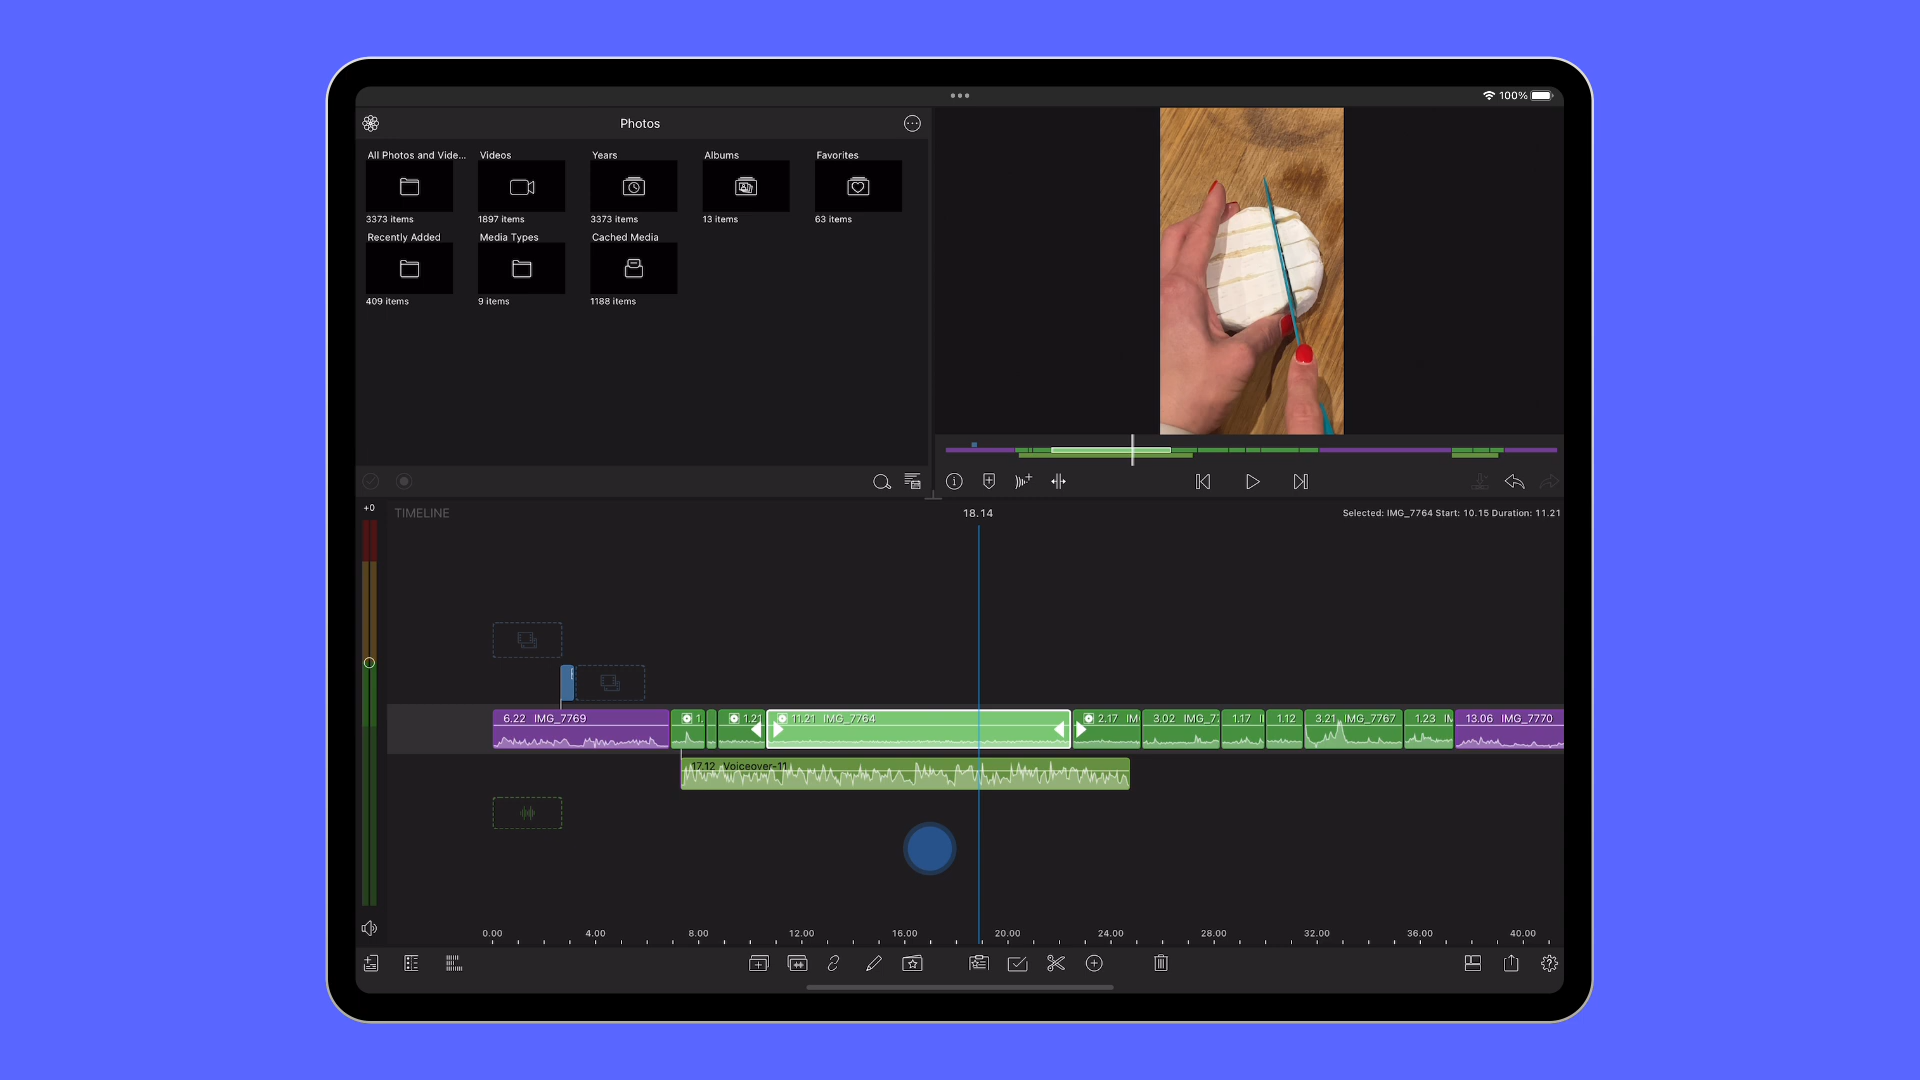 100%
Photos
All Photos and Vide...
Videos
Years
Albums
Favorites
3373 items
1897 items
3373 items
13 items
63 items
Recently Added
Media Types
Cached Media
409 items
9 items
1188 items
+0
TIMELINE
18.14
Selected: IMG_7764 Start: 10.15 Duration: 11.21
6.22 IMG_7769
1.
1.21
11.21 IMG_7764
2.17 IM
3.02 IMG_7
1.17
1.12
3.21 IMG_7767
1.23
13.06 IMG_7770
17.12 Voiceover-11
0.00 4.00 8.00 12.00 16.00 20.00 24.00 28.00 32.00 36.00 40.00